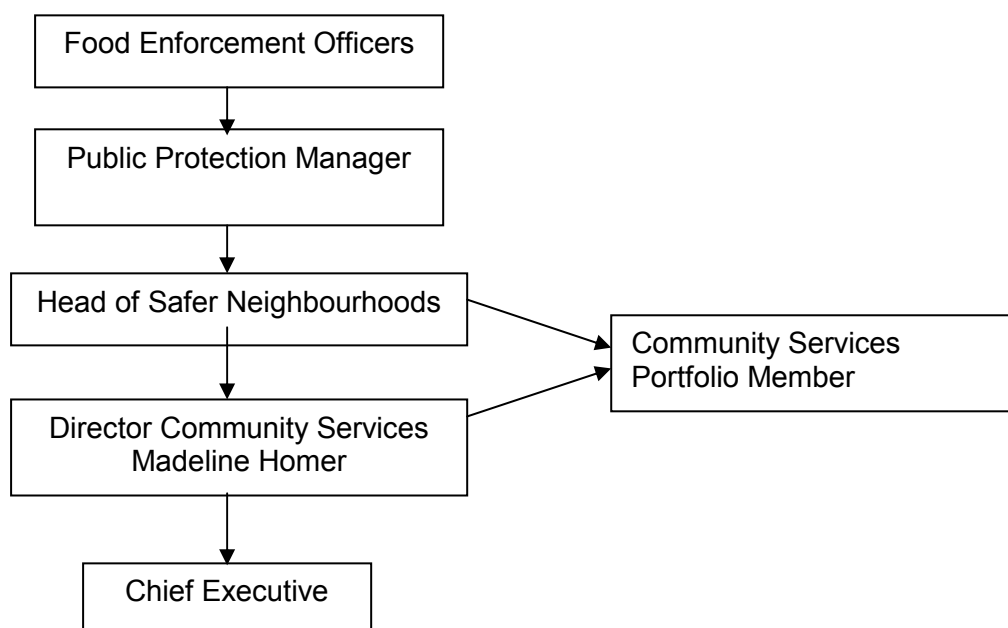 Food Enforcement Officers
Public Protection Manager
Head of Safer Neighbourhoods
Community Services
Portfolio Member
Director Community Services
Madeline Homer
Chief Executive